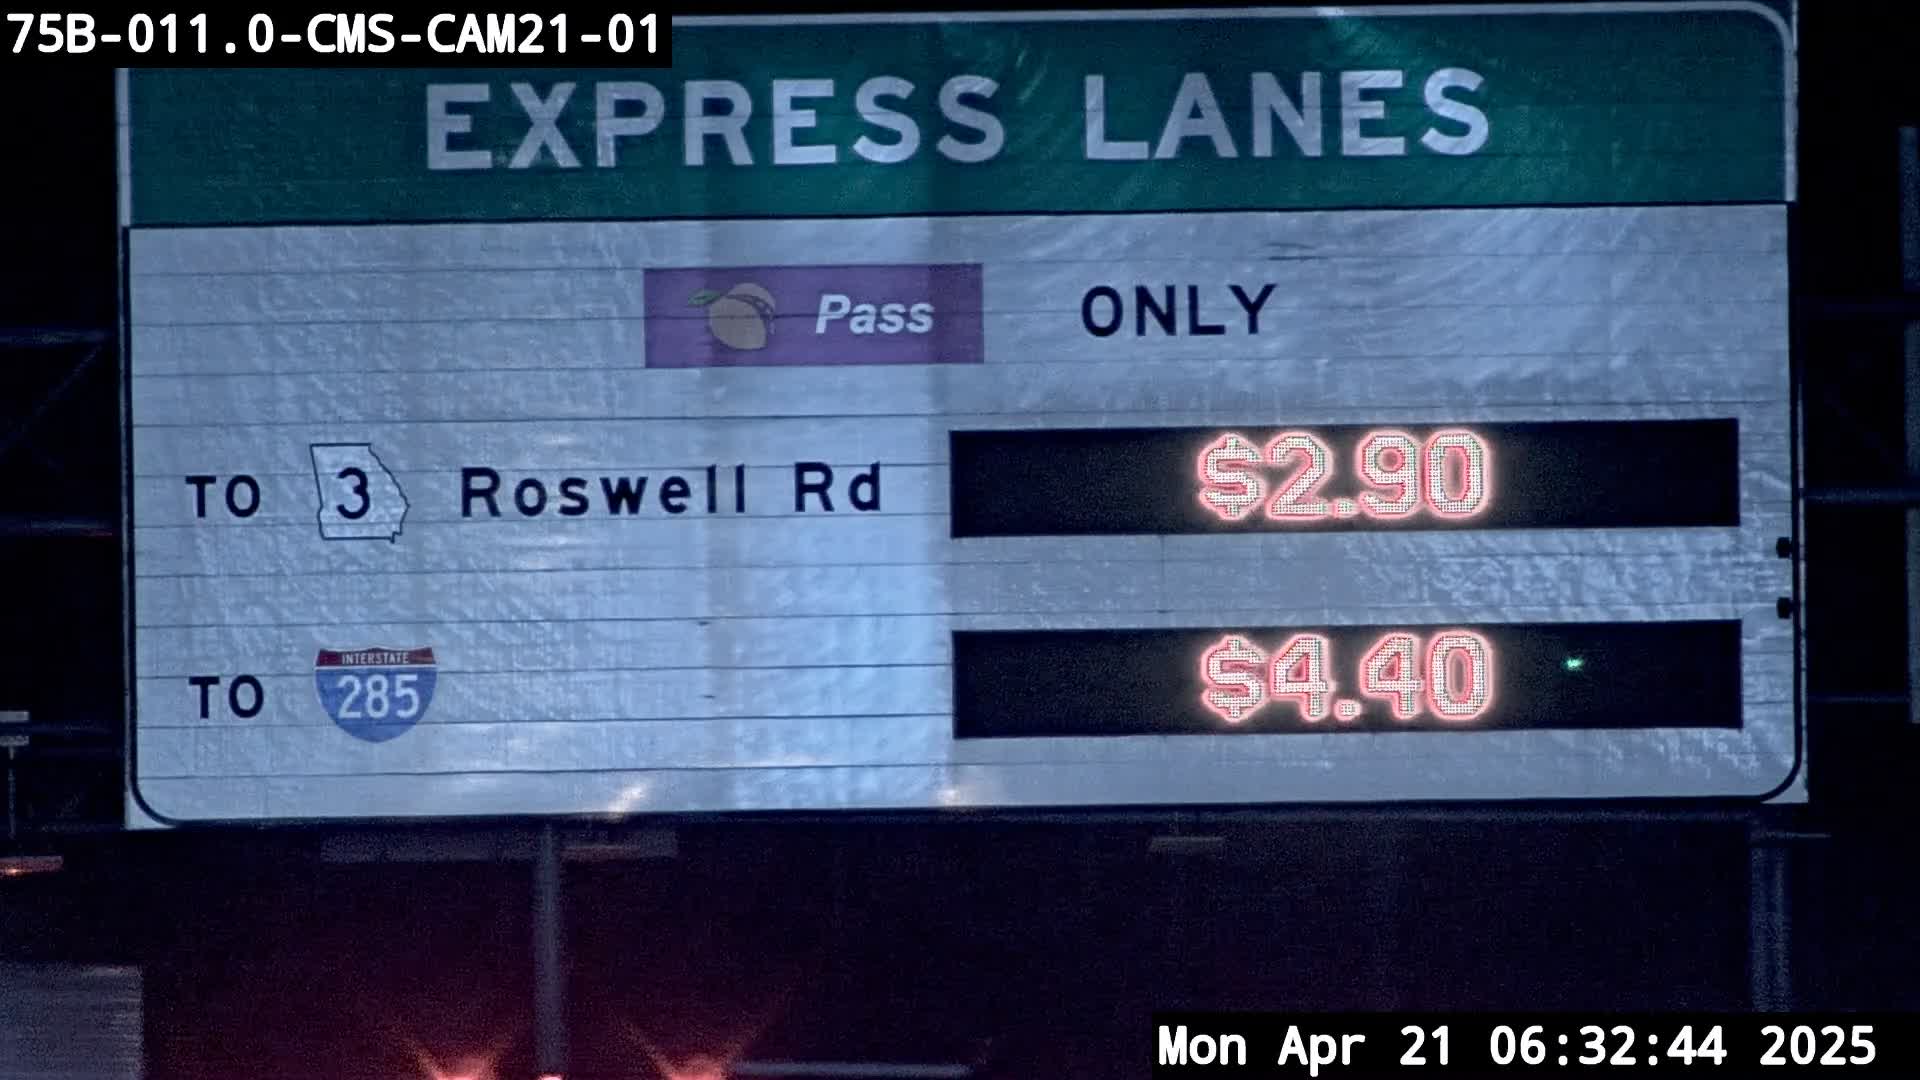 75B-011.0-CMS-CAM21-01
EXPRESS LANES
Pass ONLY
TO 3 Roswell Rd $2.90
TO INTERSTATE 285 $4.40
Mon Apr 21 06:32:44 2025